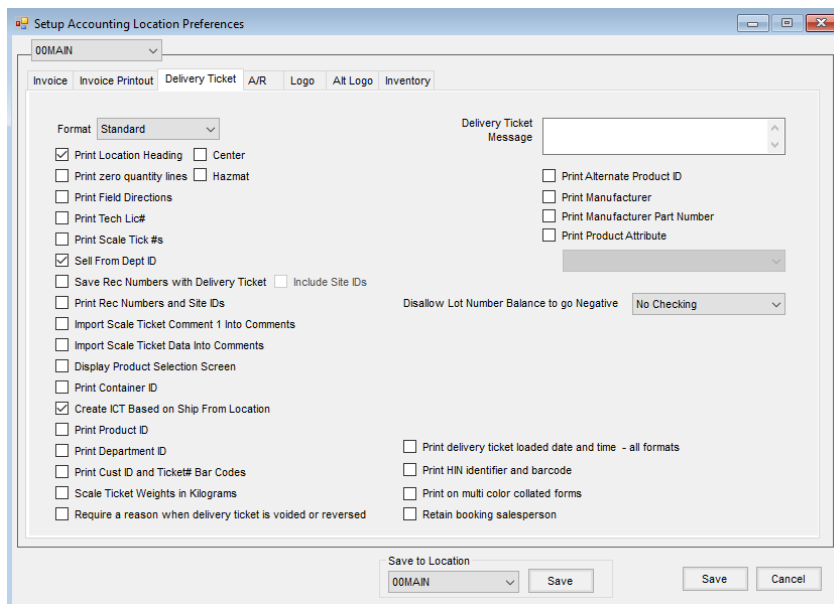 Setup Accounting Location Preferences
00MAIN
Invoice Invoice Printout Delivery Ticket A/R Logo Alt Logo Inventory
Format Standard
Delivery Ticket
Message
Print Location Heading Center
Print zero quantity lines Hazmat
Print Field Directions
Print Tech Lic#
Print Scale Tick #s
Sell From Dept ID
Save Rec Numbers with Delivery Ticket Include Site IDs
Print Rec Numbers and Site IDs
Import Scale Ticket Comment 1 Into Comments
Import Scale Ticket Data Into Comments
Display Product Selection Screen
Print Container ID
Create ICT Based on Ship From Location
Print Product ID
Print Department ID
Print Cust ID and Ticket# Bar Codes
Scale Ticket Weights in Kilograms
Require a reason when delivery ticket is voided or reversed
Print Alternate Product ID
Print Manufacturer
Print Manufacturer Part Number
Print Product Attribute
Disallow Lot Number Balance to go Negative No Checking
Print delivery ticket loaded date and time - all formats
Print HIN identifier and barcode
Print on multi color collated forms
Retain booking salesperson
Save to Location
00MAIN Save
Save Cancel